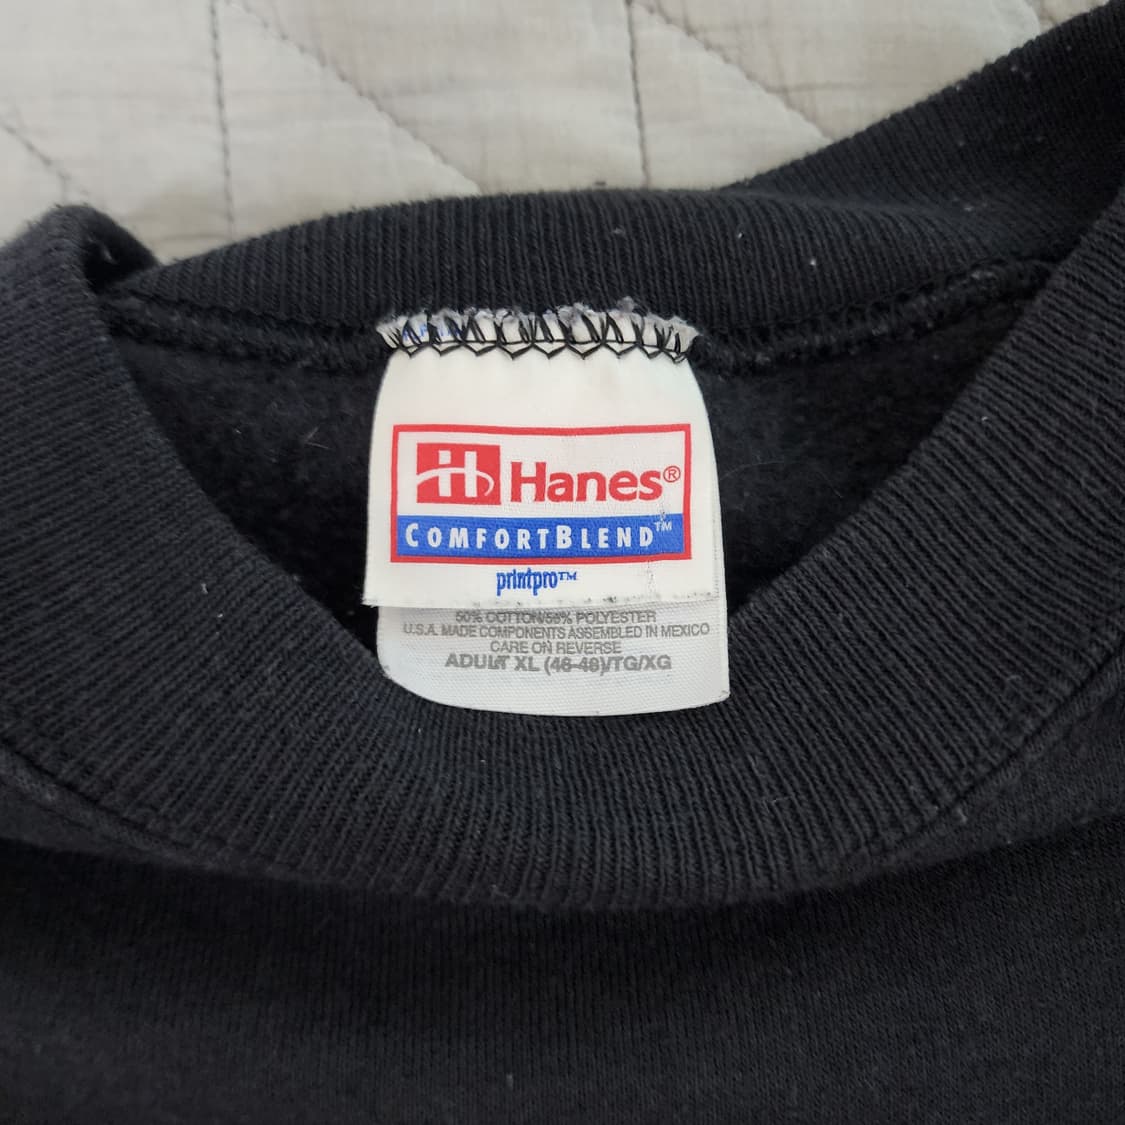 Hanes®
COMFORTBLEND™
printpro™
50% COTTON/50% POLYESTER
U.S.A. MADE COMPONENTS ASSEMBLED IN MEXICO
CARE ON REVERSE
ADULT XL (46-48)/TG/XG